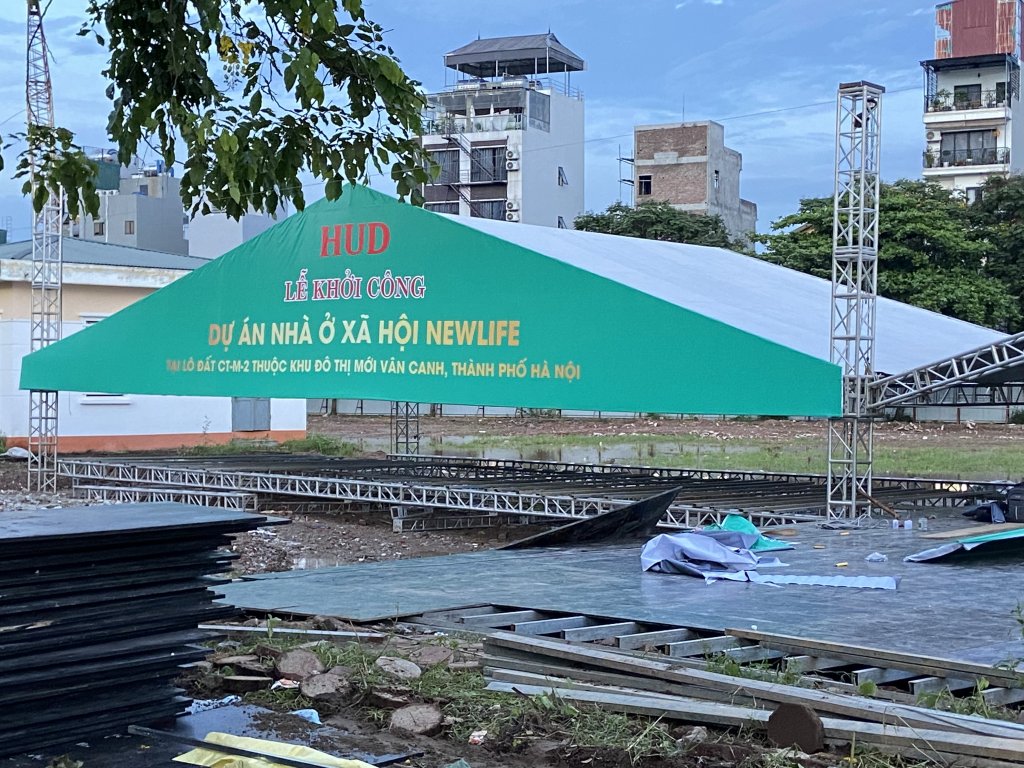 HUD
LỄ KHỞI CÔNG
DỰ ÁN NHÀ Ở XÃ HỘI NEWLIFE
TẠI LÔ ĐẤT CT-M-2 THUỘC KHU ĐÔ THỊ MỚI VÂN CANH, THÀNH PHỐ HÀ NỘI